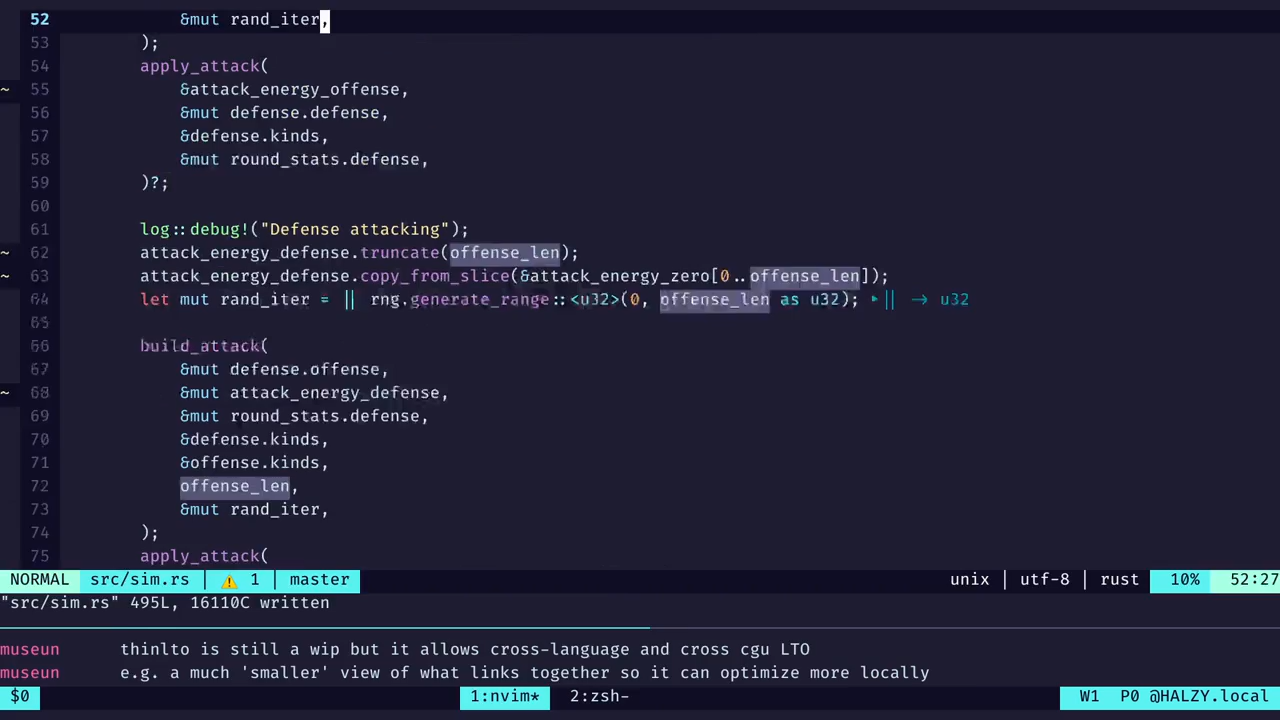 52 &mut rand_iter,
53 );
54 apply_attack(
~ 55 &attack_energy_offense,
56 &mut defense.defense,
57 &defense.kinds,
58 &mut round_stats.defense,
59 )?;
60
61 log::debug!("Defense attacking");
~ 62 attack_energy_defense.truncate(offense_len);
~ 63 attack_energy_defense.copy_from_slice(&attack_energy_zero[0..offense_len]);
64 let mut rand_iter = || rng.generate_range::<u32>(0, offense_len as u32); ▸|| → u32
65
66 build_attack(
67 &mut defense.offense,
~ 68 &mut attack_energy_defense,
69 &mut round_stats.defense,
70 &defense.kinds,
71 &offense.kinds,
72 offense_len,
73 &mut rand_iter,
74 );
75 apply_attack(
NORMAL src/sim.rs | ⚠ 1 | master unix | utf-8 | rust 10% 52:27
"src/sim.rs" 495L, 16110C written
museun thinlto is still a wip but it allows cross-language and cross cgu LTO
museun e.g. a much 'smaller' view of what links together so it can optimize more locally
$0 1:nvim* 2:zsh- W1 P0 @HALZY.local